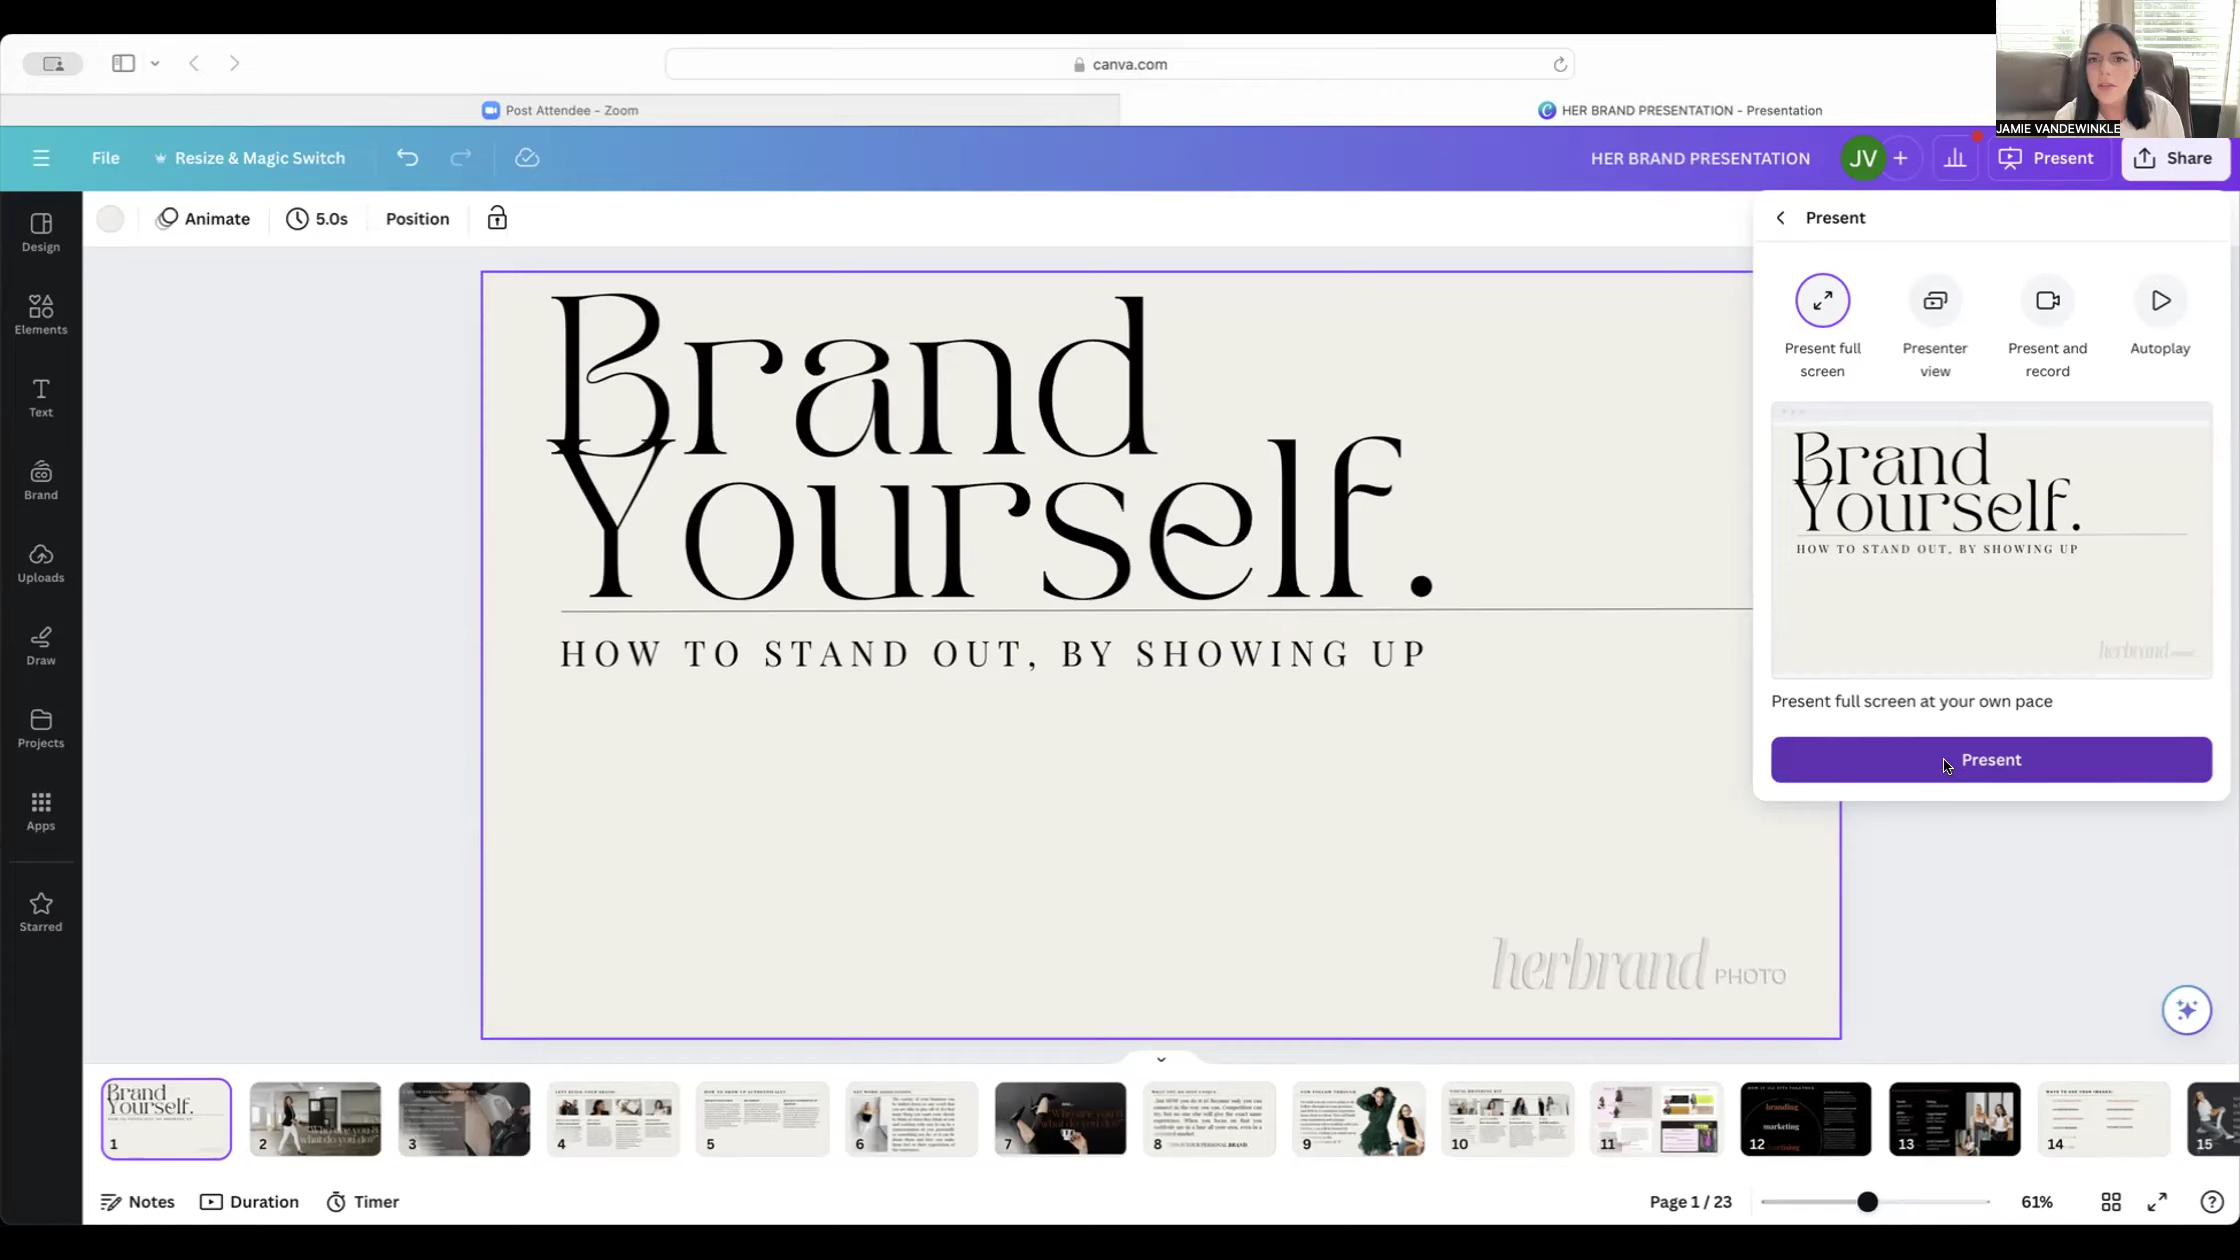 canva.com
Post Attendee - Zoom
HER BRAND PRESENTATION - Presentation
JAMIE VANDEWINKLE
File
Resize & Magic Switch
HER BRAND PRESENTATION
JV
Present
Share
Animate
5.0s
Position
Present
Design
Elements
Text
Brand
Uploads
Draw
Projects
Apps
Starred
Brand
Yourself.
HOW TO STAND OUT, BY SHOWING UP
herbrand PHOTO
Present full screen
Presenter view
Present and record
Autoplay
Brand
Yourself.
HOW TO STAND OUT, BY SHOWING UP
herbrand
Present full screen at your own pace
Present
Brand
Yourself.
1
2
3
4
5
6
7
8
9
10
11
branding
marketing
12
13
14
15
Notes
Duration
Timer
Page 1 / 23
61%